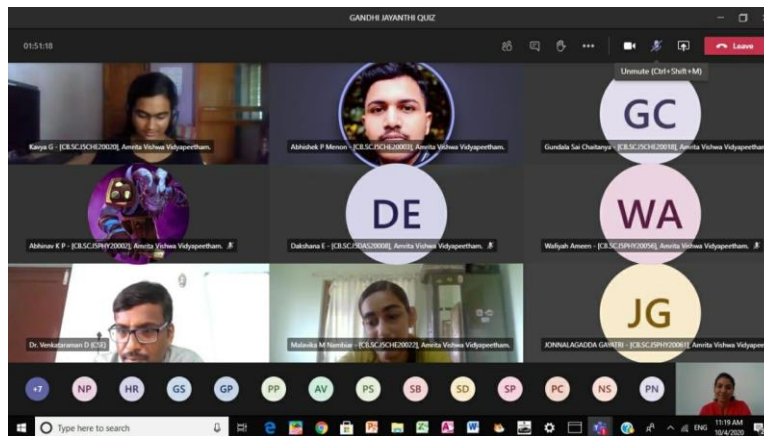 GANDHI JAYANTHI QUIZ
01:51:18
Leave
Unmute (Ctrl+Shift+M)
GC
Kavya G - [CB.SC.I5CHE20020], Amrita Vishwa Vidyapeetham.
Abhishek P Menon - [CB.SC.I5CHE20003], Amrita Vishwa Vidyapeetham.
Gundala Sai Chaitanya - [CB.SC.I5CHE20018], Amrita Vishwa Vidyapeetham
DE
WA
Abhinav K P - [CB.SC.I5PHY20002], Amrita Vishwa Vidyapeetham.
Dakshana E - [CB.SC.I5DAS20008], Amrita Vishwa Vidyapeetham.
Wafiyah Ameen - [CB.SC.I5PHY20056], Amrita Vishwa Vidyapeetham.
JG
Dr. Venkataraman D (CSE)
Malavika M Nambiar - [CB.SC.I5CHE20022], Amrita Vishwa Vidyapeetham.
JONNALAGADDA GAYATRI - [CB.SC.I5PHY20061], Amrita Vishwa Vidyapee
+7 NP HR GS GP PP AV PS SB SD SP PC NS PN
Type here to search
ENG
11:19 AM
10/4/2020